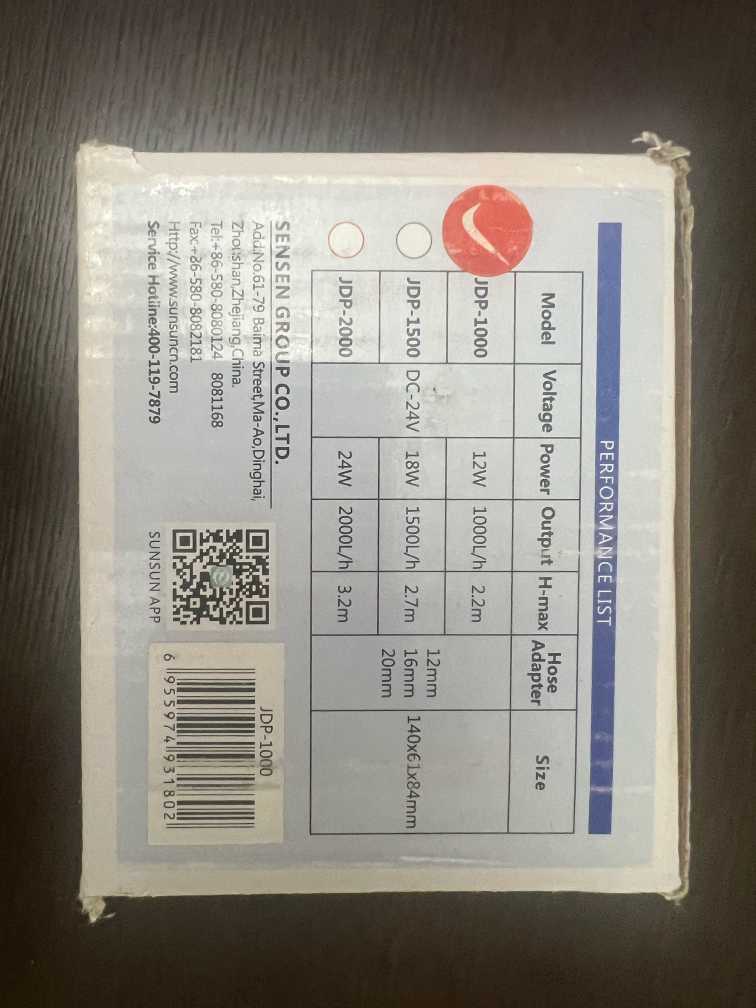 PERFORMANCE LIST
Model Voltage Power Output H-max Hose Adapter Size
JDP-1000 12W 1000L/h 2.2m
JDP-1500 DC-24V 18W 1500L/h 2.7m 12mm 16mm 20mm 140x61x84mm
JDP-2000 24W 2000L/h 3.2m
SENSEN GROUP CO.,LTD.
Add:No.61-79 Baima Street,Ma-Ao,Dinghai,
Zhoushan,Zhejiang,China.
Tel:+86-580-8080124 8081168
Fax:+86-580-8082181
Http://www.sunsuncn.com
Service Hotline:400-119-7879
SUNSUN APP
JDP-1000
6 955974 931802